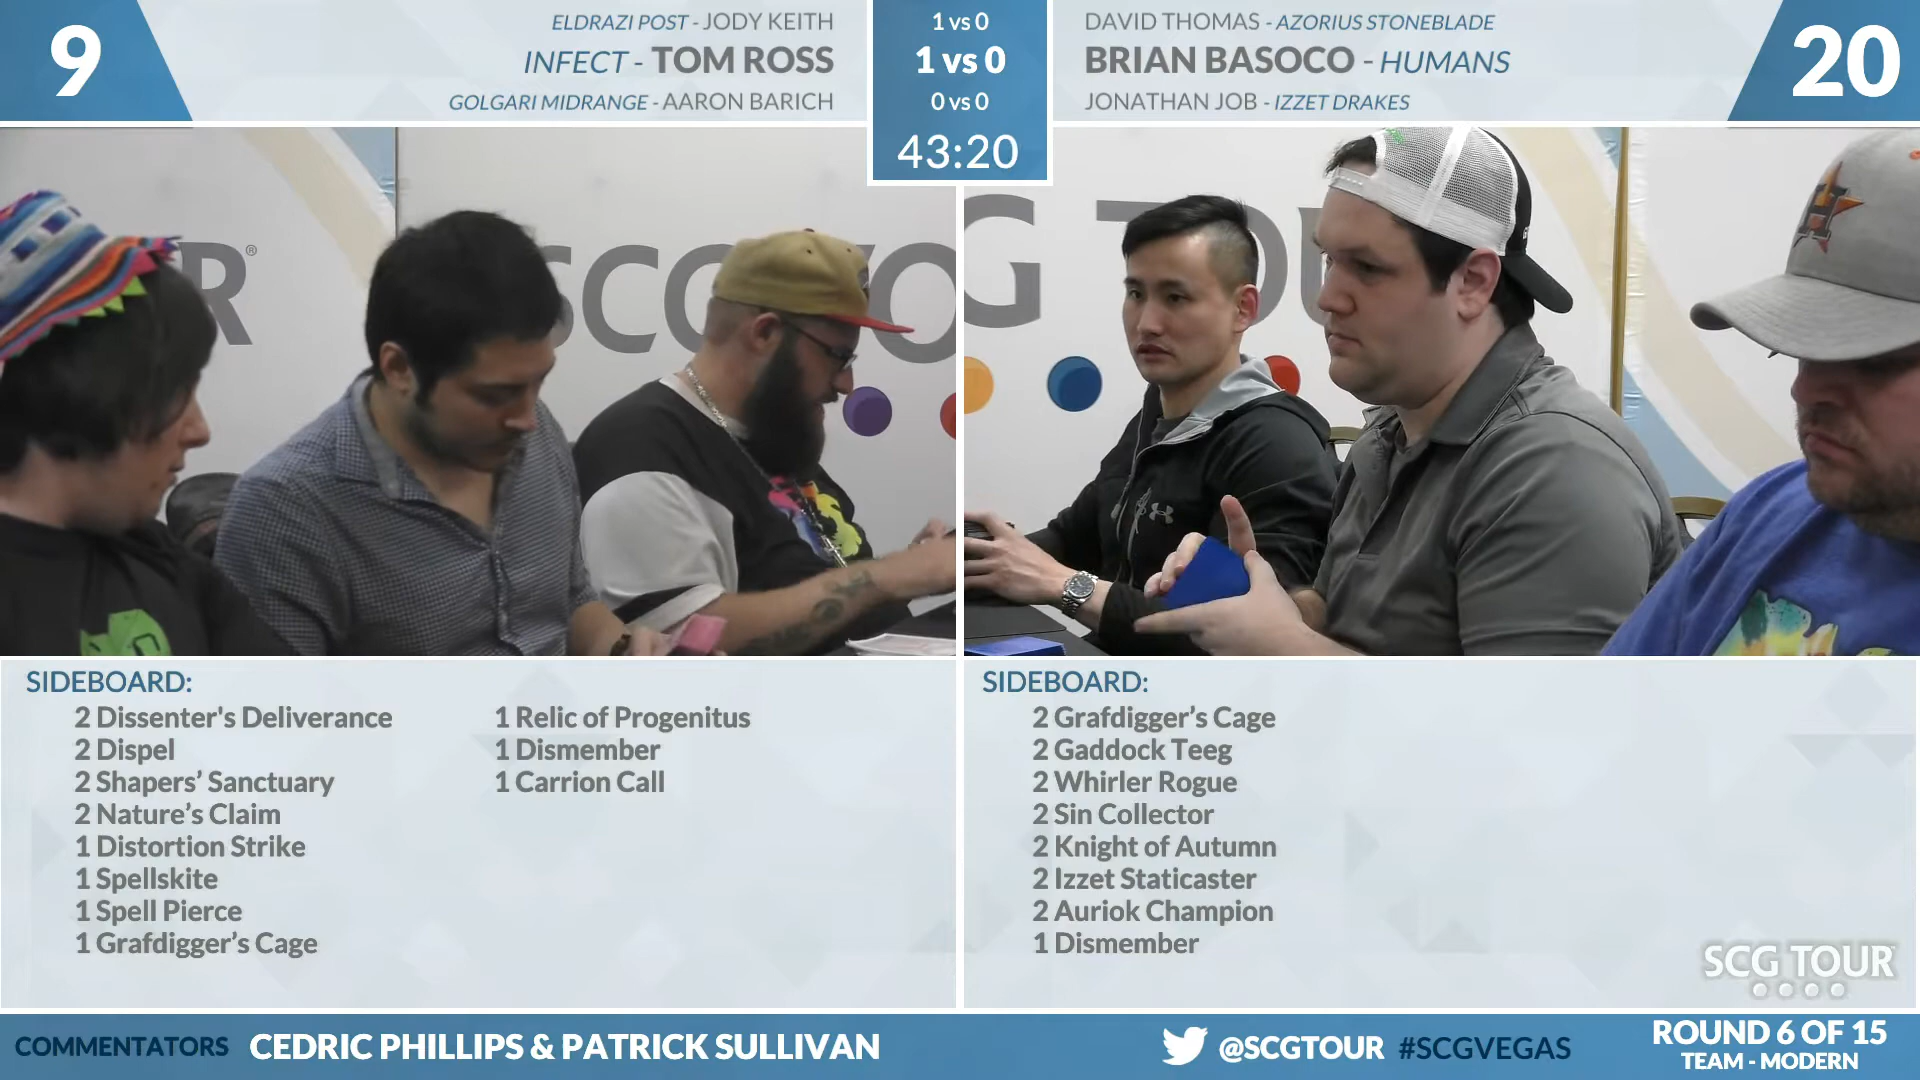 9
ELDRAZI POST - JODY KEITH
INFECT - TOM ROSS
GOLGARI MIDRANGE - AARON BARICH
1 vs 0
1 vs 0
0 vs 0
43:20
DAVID THOMAS - AZORIUS STONEBLADE
BRIAN BASOCO - HUMANS
JONATHAN JOB - IZZET DRAKES
20
R®
SCG TO
G TOU
SIDEBOARD:
2 Dissenter's Deliverance
2 Dispel
2 Shapers’ Sanctuary
2 Nature’s Claim
1 Distortion Strike
1 Spellskite
1 Spell Pierce
1 Grafdigger’s Cage
1 Relic of Progenitus
1 Dismember
1 Carrion Call
SIDEBOARD:
2 Grafdigger’s Cage
2 Gaddock Teeg
2 Whirler Rogue
2 Sin Collector
2 Knight of Autumn
2 Izzet Staticaster
2 Auriok Champion
1 Dismember
SCG TOUR
COMMENTATORS CEDRIC PHILLIPS & PATRICK SULLIVAN
@SCGTOUR #SCGVEGAS
ROUND 6 OF 15
TEAM - MODERN